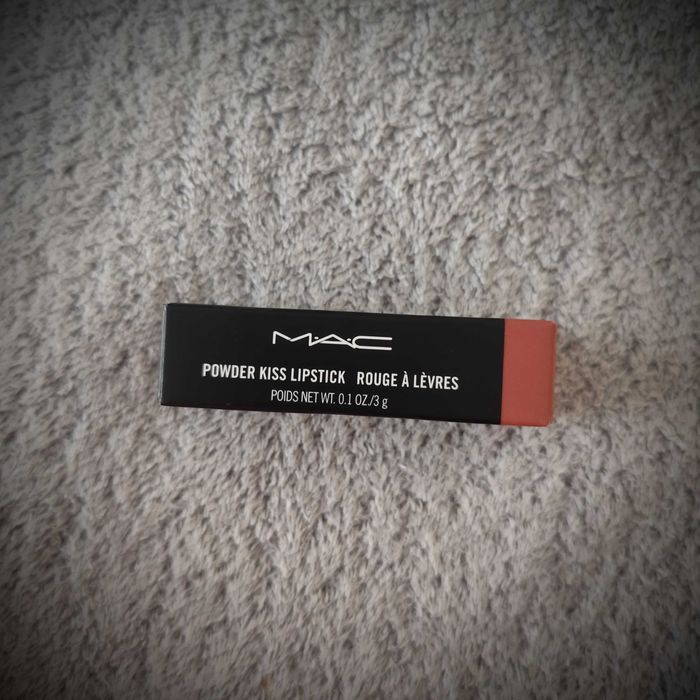 M·A·C
POWDER KISS LIPSTICK ROUGE À LÈVRES
POIDS NET WT. 0.1 OZ./3 g